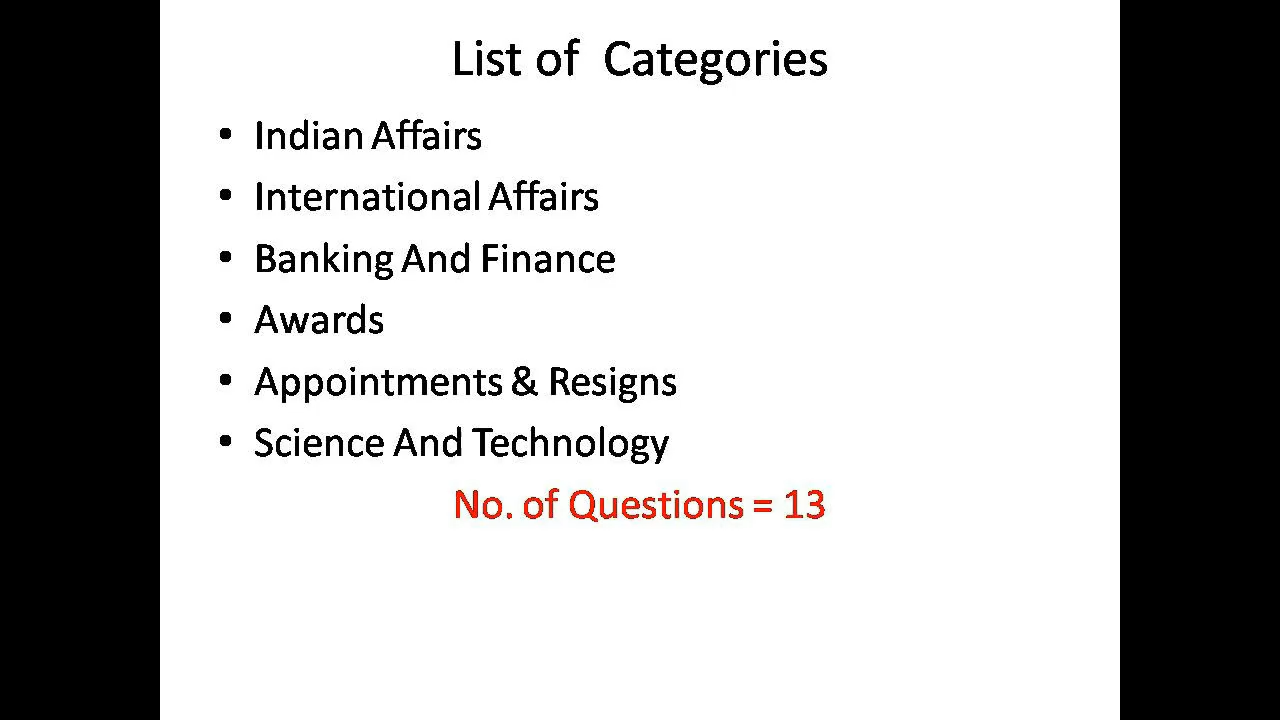 List of  Categories
• Indian Affairs
• International Affairs
• Banking And Finance
• Awards
• Appointments & Resigns
• Science And Technology
No. of Questions = 13